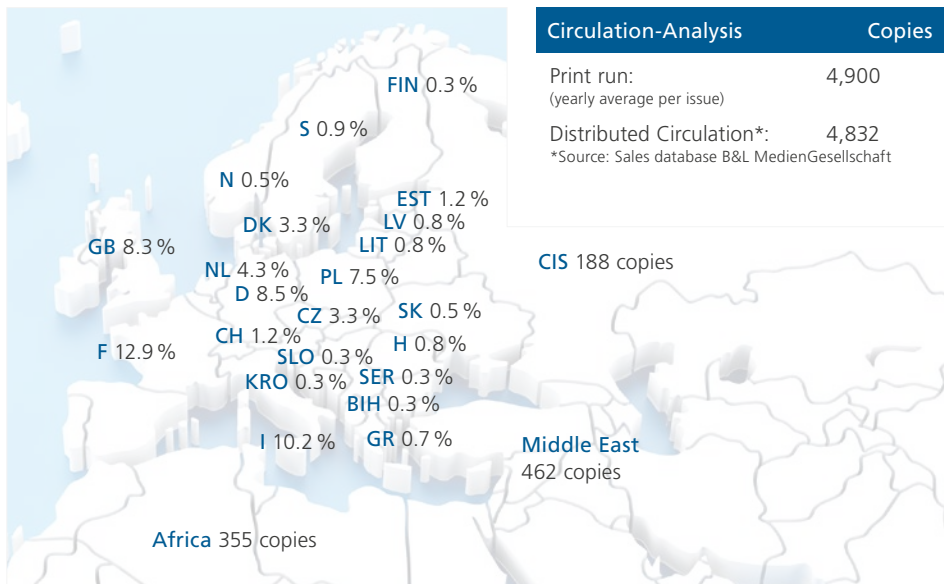 Circulation-Analysis Copies
Print run: 4,900
(yearly average per issue)
Distributed Circulation*: 4,832
*Source: Sales database B&L MedienGesellschaft
FIN 0.3 %
S 0.9 %
N 0.5%
EST 1.2 %
DK 3.3 %
LV 0.8 %
GB 8.3 %
LIT 0.8 %
CIS 188 copies
NL 4.3 %
PL 7.5 %
D 8.5 %
CZ 3.3 %
SK 0.5 %
CH 1.2 %
H 0.8 %
F 12.9 %
SLO 0.3 %
KRO 0.3 %
SER 0.3 %
BIH 0.3 %
I 10.2 %
GR 0.7 %
Middle East
462 copies
Africa 355 copies